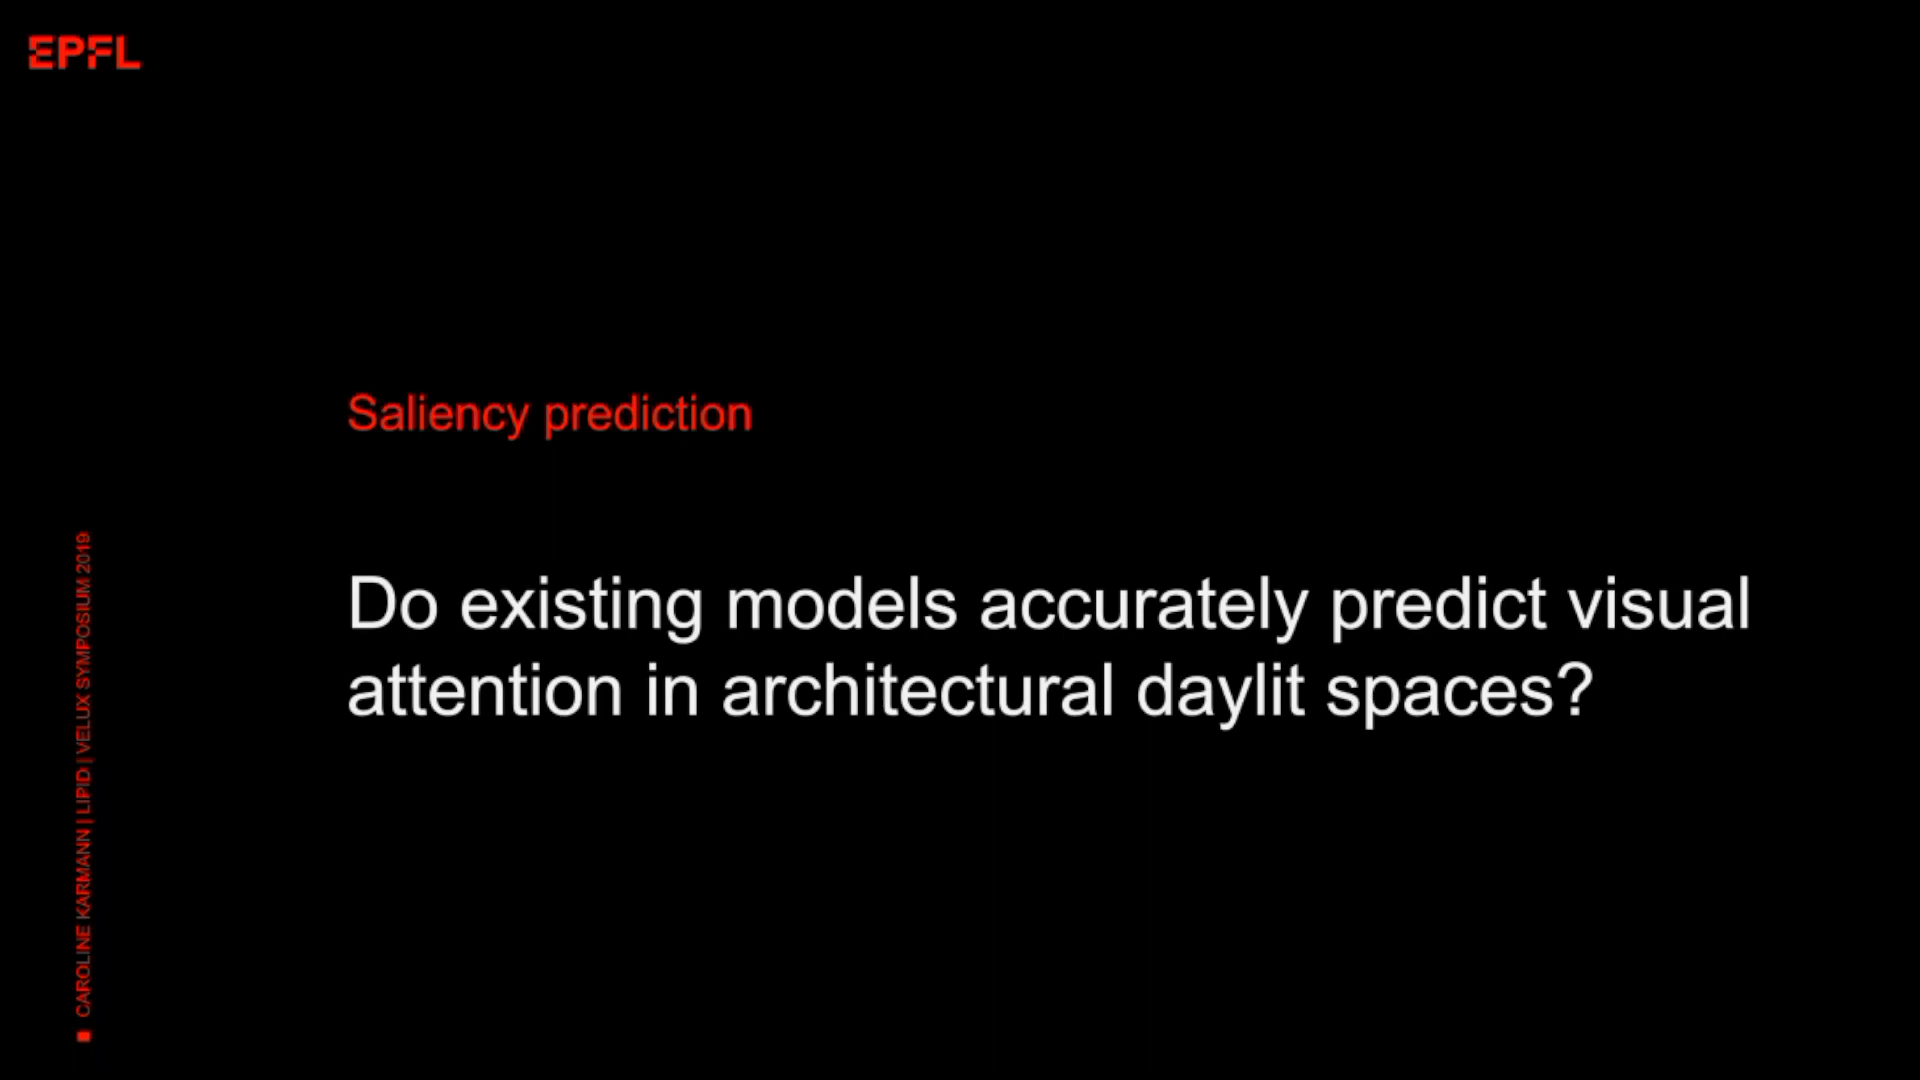 EPFL
Saliency prediction
Do existing models accurately predict visual
attention in architectural daylit spaces?
CAROLINE KARMANN | LIPID | VELUX SYMPOSIUM 2019